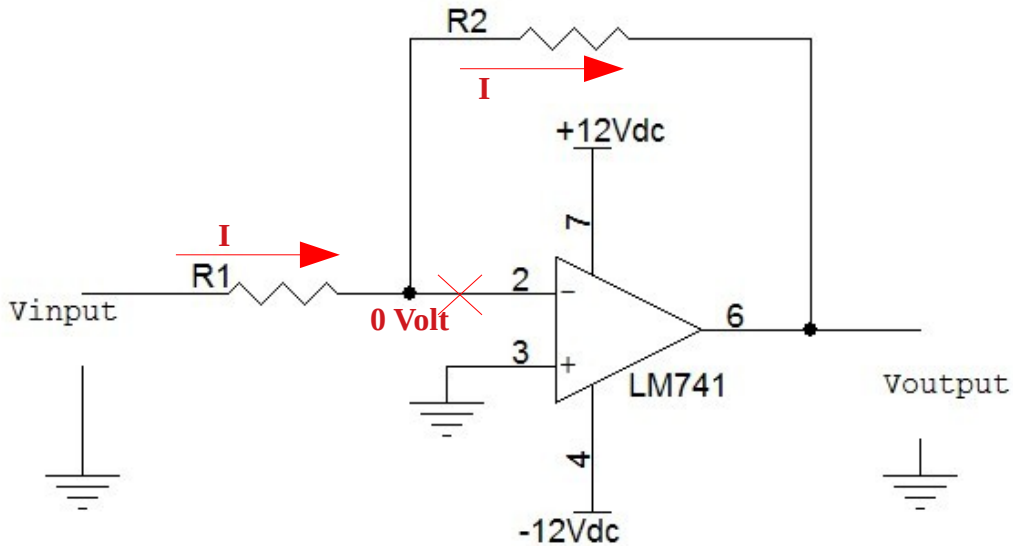 R2
I
+12Vdc
7
I
R1
2
−
Vinput
0 Volt
6
3
+
LM741
Voutput
4
-12Vdc